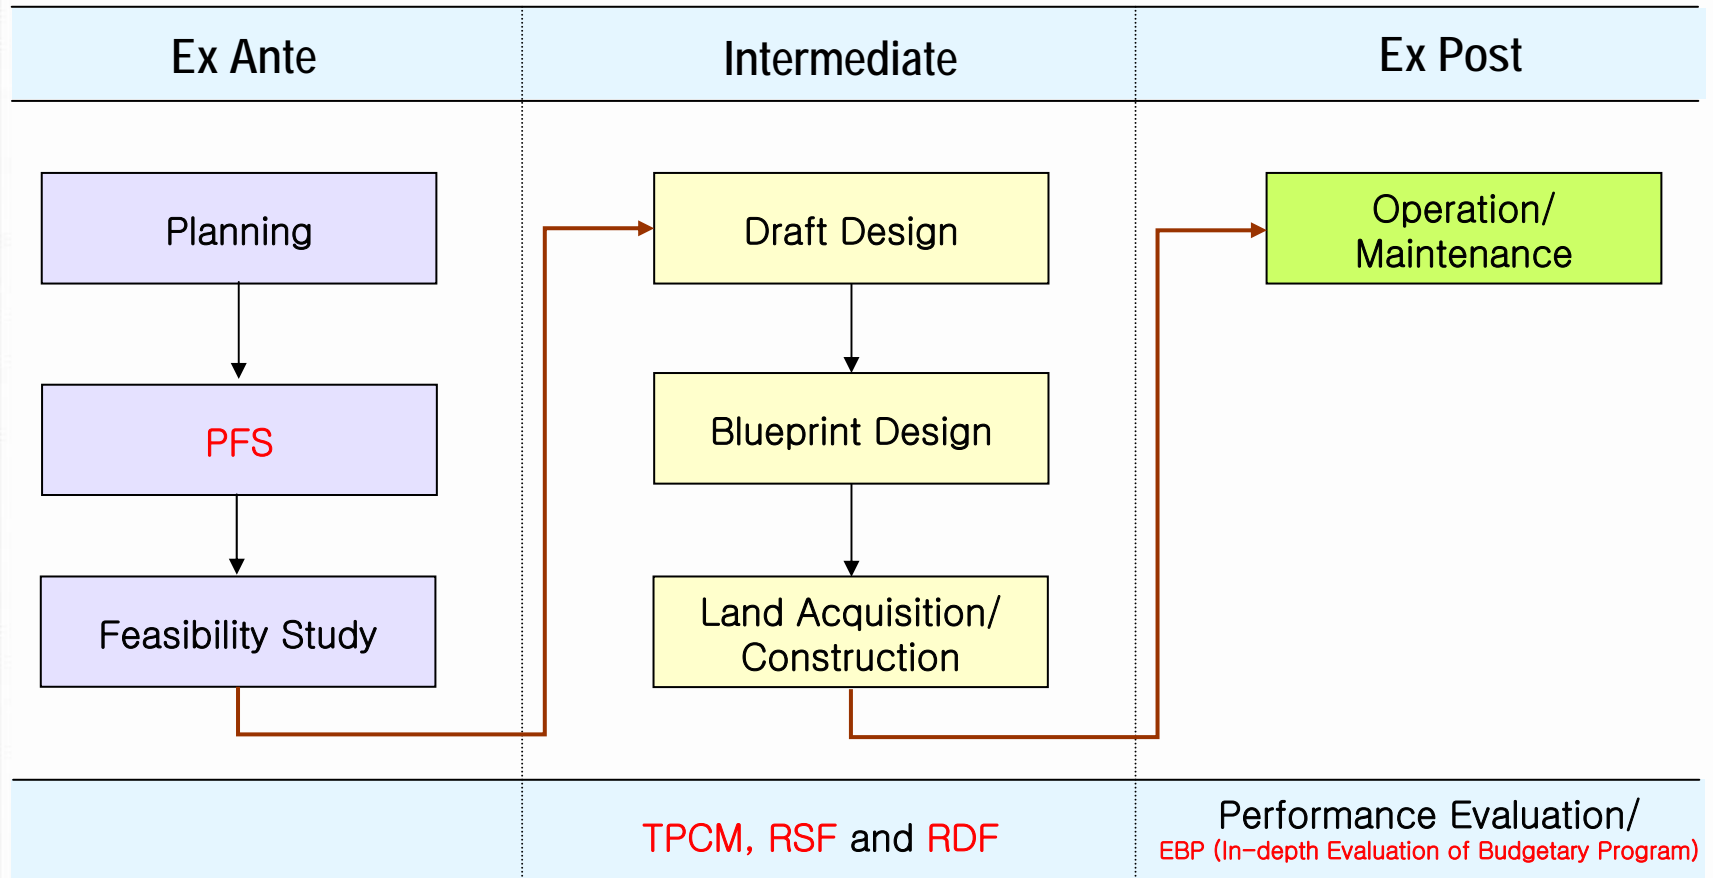 Ex Ante
Intermediate
Ex Post
Planning
PFS
Feasibility Study
Draft Design
Blueprint Design
Land Acquisition/
Construction
Operation/
Maintenance
TPCM, RSF and RDF
Performance Evaluation/
EBP (In-depth Evaluation of Budgetary Program)